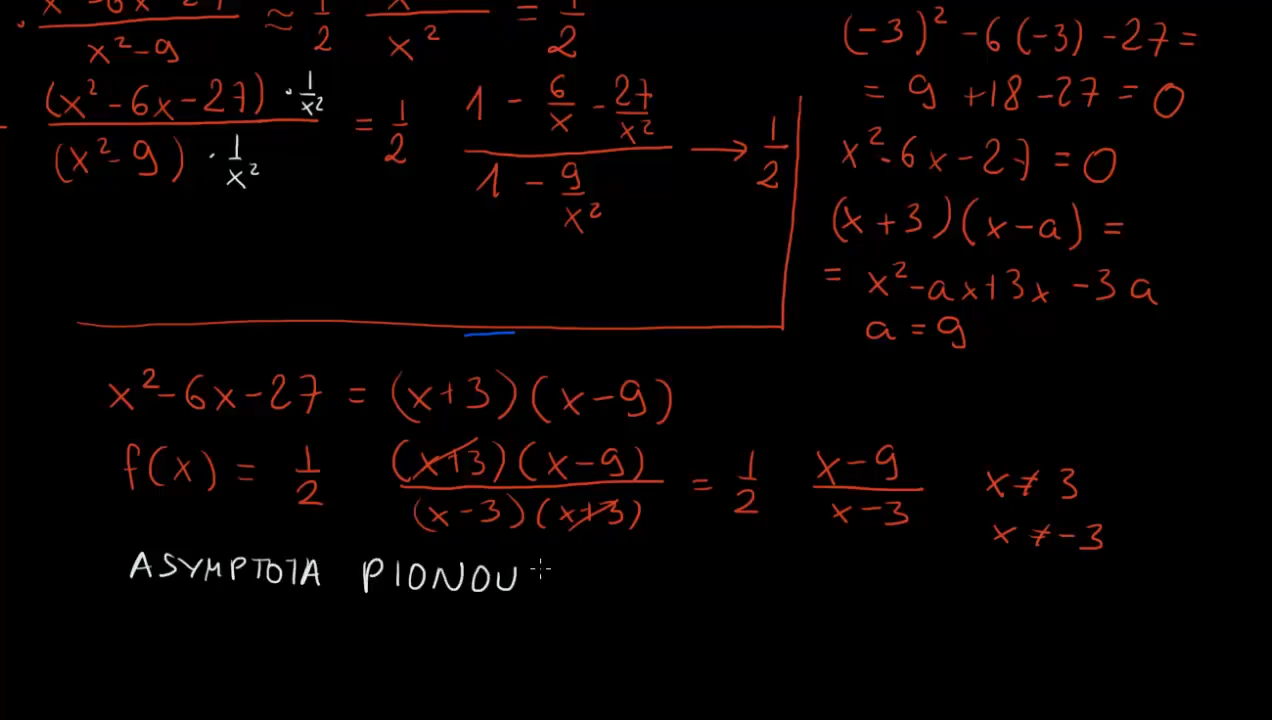 · x²-6x-27 / x²-9 ≈ 1/2 x²/x² = 1/2
(x²-6x-27) · 1/x² / (x²-9) · 1/x² = 1/2 (1 - 6/x - 27/x²) / (1 - 9/x²) → 1/2
(-3)² -6(-3) -27 =
= 9 +18 -27 = 0
x²-6x-27 = 0
(x+3)(x-a) =
= x²-ax+3x -3a
a = 9
x²-6x-27 = (x+3)(x-9)
f(x) = 1/2 (x+3)(x-9) / (x-3)(x+3) = 1/2 x-9 / x-3 x≠3
x≠-3
ASYMPTOTA PIONOU